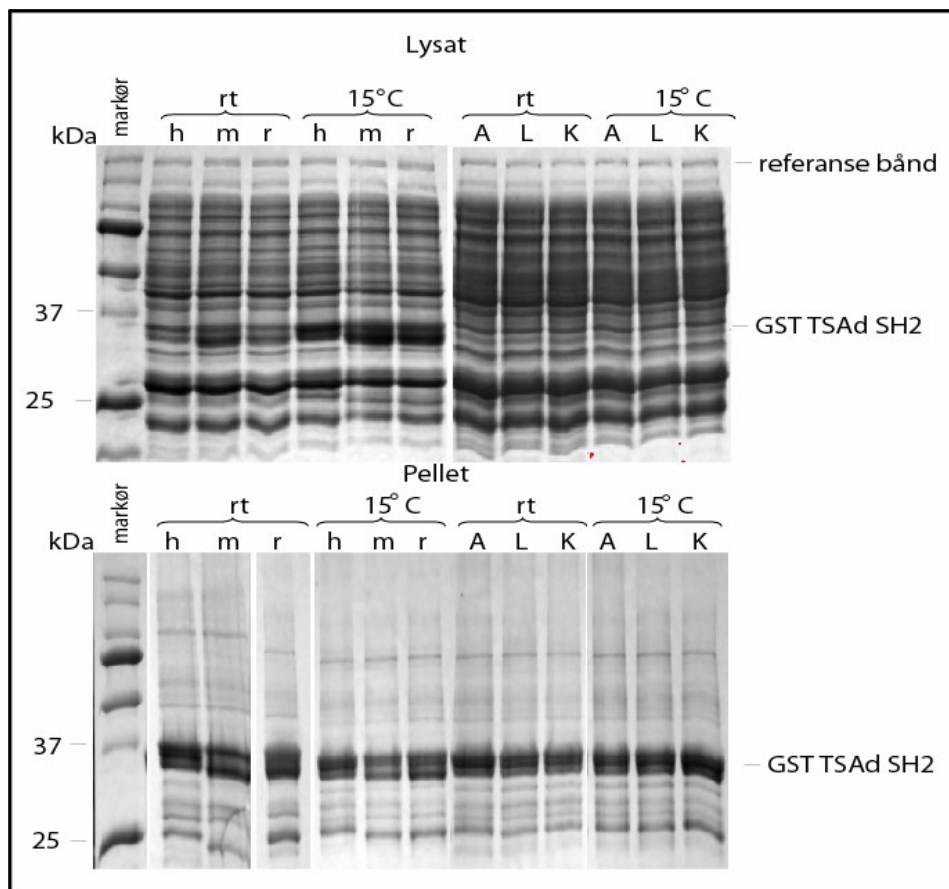 Lysat
markør
rt
15°C
rt
15°C
kDa
h m r h m r A L K A L K
referanse bånd
37
GST TSAd SH2
25
Pellet
markør
rt
15°C
rt
15°C
kDa
h m r h m r A L K A L K
37
GST TSAd SH2
25